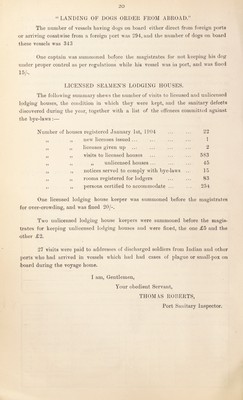 20
"LANDING OF DOGS ORDER FROM ABROAD."
The number of vessels having dogs on board either direct from foreign ports
or arriving coastwise from a foreign port was 294, and the number of dogs on board
these vessels was 343
One captain was summoned before the magistrates for not keeping his dog
under proper control as per regulations while his vessel was in port, and was fined
15/-.
LICENSED SEAMEN'S LODGING HOUSES.
The following summary shows the number of visits to licensed and unlicensed
lodging houses, the condition in which they were kept, and the sanitary defects
discovered during the year, together with a list of the offences committed against
the bye-laws:—
Number of houses registered January 1st, 1904 ... ... 22
„ „ new licenses issued ... ... ... ... 1
„ „ licenses given up ... ... ... ... 2
„ „ visits to licensed houses ... ... ... 505
„ „ „ unlicensed houses ... ... ... 45
„ „ notices served to comply with bye-laws ... 15
„ „ rooms registered for lodgers ... ... 83
„ „ persons certified to accommodate ... ... 254
One licensed lodging house keeper was summoned before the magistrates
for over-crowding, and was fined 20/-.
Two unlicensed lodging house keepers were summoned before the magis-
trates for keeping unlicensed lodging houses and were fined, the one £5 and the
other £2.
27 visits were paid to addresses of discharged soldiers from Indian and other
ports who had arrived in vessels which had had cases of plague or small-pox on
board during the voyage home.
I am, Gentlemen,
Your obedient Servant,
THOMAS ROBERTS,
Port Sanitary Inspector.